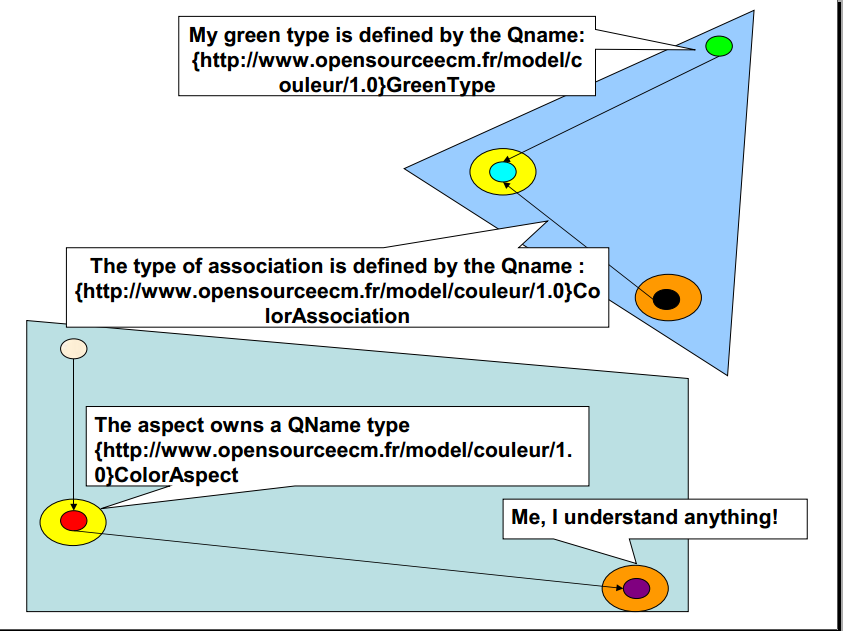 My green type is defined by the Qname:
{http://www.opensourceecm.fr/model/c
ouleur/1.0}GreenType
The type of association is defined by the Qname :
{http://www.opensourceecm.fr/model/couleur/1.0}Co
lorAssociation
The aspect owns a QName type
{http://www.opensourceecm.fr/model/couleur/1.
0}ColorAspect
Me, I understand anything!